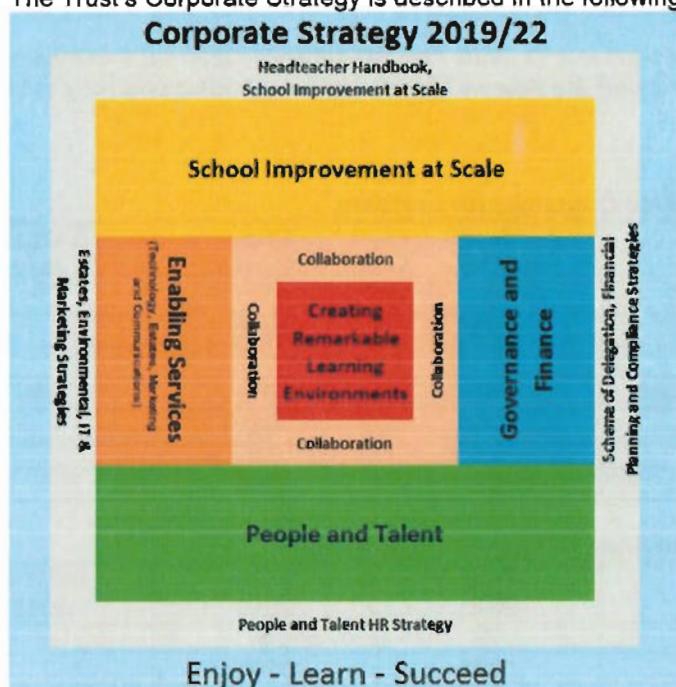 The Trust's Corporate Strategy is described in the following
Corporate Strategy 2019/22
Headteacher Handbook,
School Improvement at Scale
School Improvement at Scale
Estates, Environmental, IT &
Marketing Strategies
Enabling Services
(Technology, Estates, Marketing
and Communications)
Collaboration
Collaboration
Creating
Remarkable
Learning
Environments
Collaboration
Collaboration
Governance and
Finance
Scheme of Delegation, Financial
Planning and Compliance Strategies
People and Talent
People and Talent HR Strategy
Enjoy - Learn - Succeed